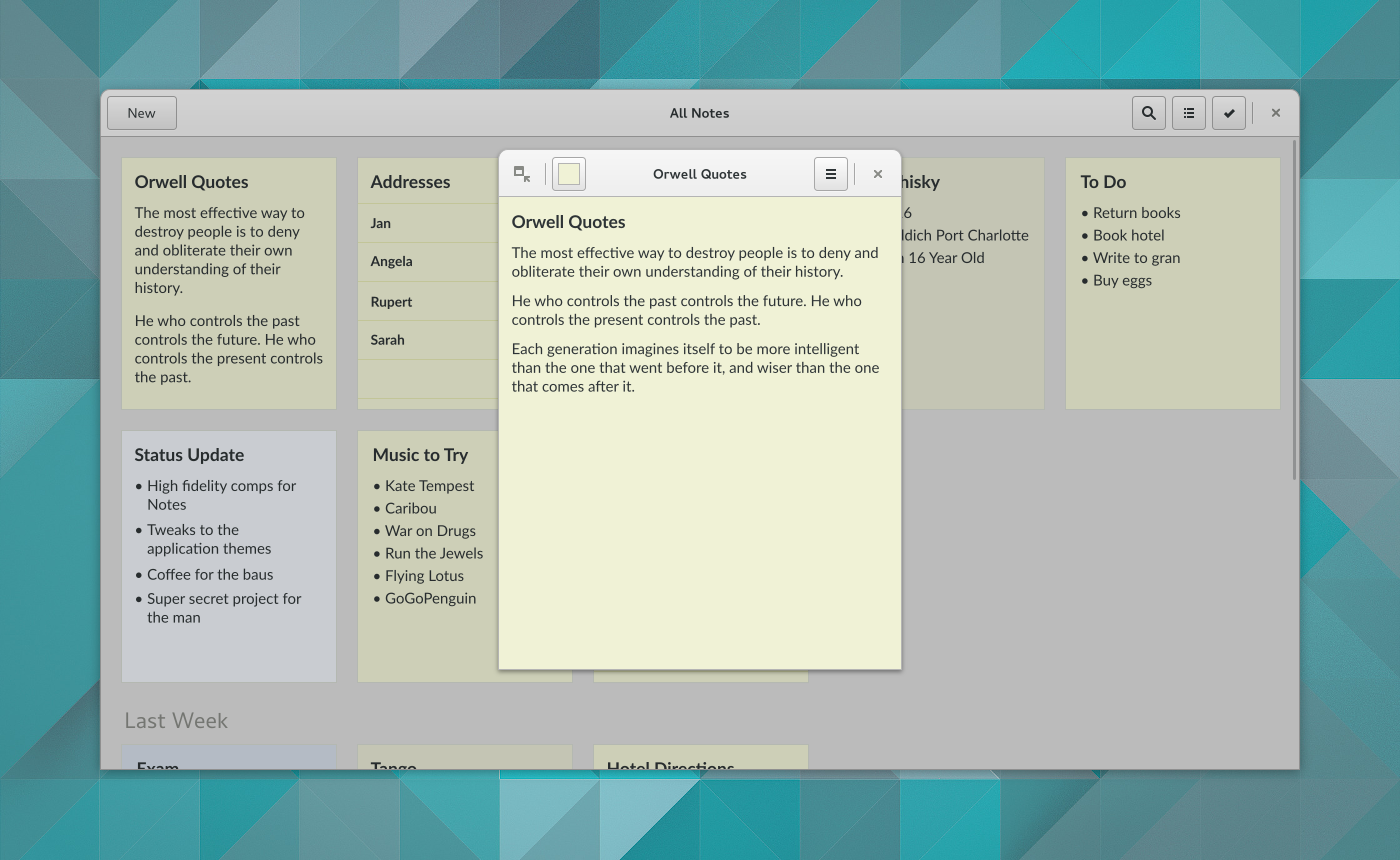 New
All Notes
Orwell Quotes
The most effective way to
destroy people is to deny
and obliterate their own
understanding of their
history.
He who controls the past
controls the future. He who
controls the present controls
the past.
Addresses
Jan
Angela
Rupert
Sarah
Orwell Quotes
Orwell Quotes
The most effective way to destroy people is to deny and
obliterate their own understanding of their history.
He who controls the past controls the future. He who
controls the present controls the past.
Each generation imagines itself to be more intelligent
than the one that went before it, and wiser than the one
that comes after it.
hisky
6
ldich Port Charlotte
16 Year Old
To Do
• Return books
• Book hotel
• Write to gran
• Buy eggs
Status Update
• High fidelity comps for
Notes
• Tweaks to the
application themes
• Coffee for the baus
• Super secret project for
the man
Music to Try
• Kate Tempest
• Caribou
• War on Drugs
• Run the Jewels
• Flying Lotus
• GoGoPenguin
Last Week
Exam
Tango
Hotel Directions